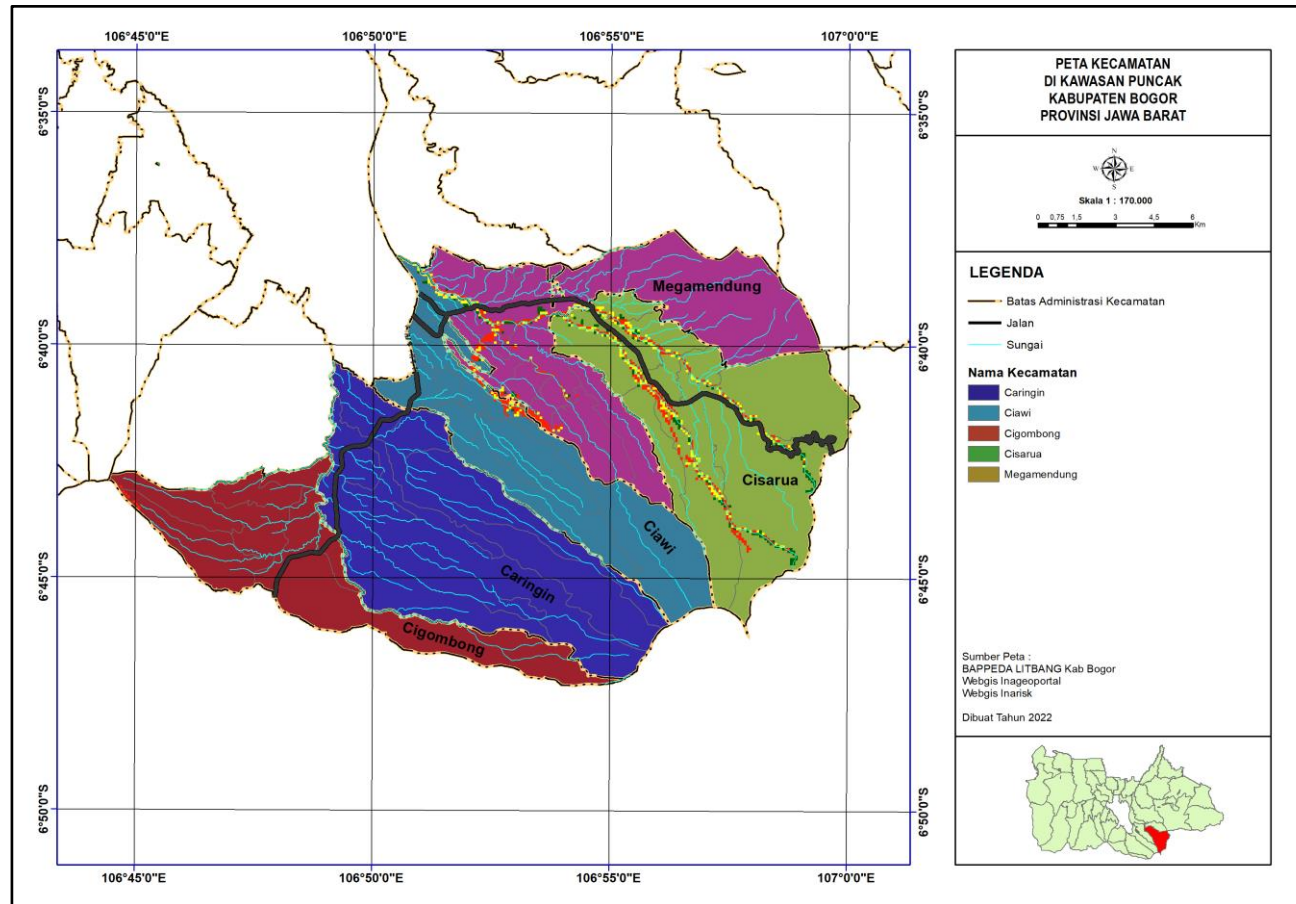 106°45'0"E 106°50'0"E 106°55'0"E 107°0'0"E
6°35'0"S 6°35'0"S
6°40'0"S 6°40'0"S
6°45'0"S 6°45'0"S
6°50'0"S 6°50'0"S
106°45'0"E 106°50'0"E 106°55'0"E 107°0'0"E
Megamendung
Cisarua
Ciawi
Caringin
Cigombong
PETA KECAMATAN
DI KAWASAN PUNCAK
KABUPATEN BOGOR
PROVINSI JAWA BARAT
N
W E
S
Skala 1 : 170.000
0 0,75 1,5 3 4,5 6
Km
LEGENDA
Batas Administrasi Kecamatan
Jalan
Sungai
Nama Kecamatan
Caringin
Ciawi
Cigombong
Cisarua
Megamendung
Sumber Peta :
BAPPEDA LITBANG Kab Bogor
Webgis Inageoportal
Webgis Inarisk
Dibuat Tahun 2022